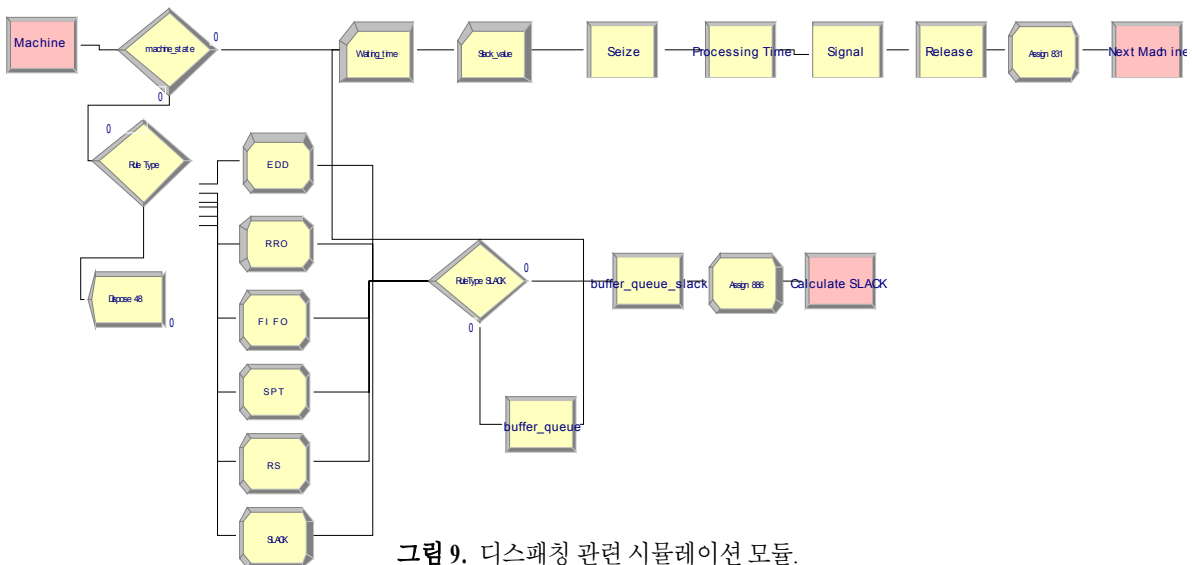 Machine
machine_state
0
0
Waiting_time
Slack_value
Seize
Processing Time
Signal
Release
Assign 831
Next Machine
0
Rule Type
Dispose 48
0
EDD
RRO
FIFO
SPT
RS
SLACK
RuleType SLACK
0
0
buffer_queue_slack
Assign 886
Calculate SLACK
buffer_queue
그림 9. 디스패칭 관련 시뮬레이션 모듈.